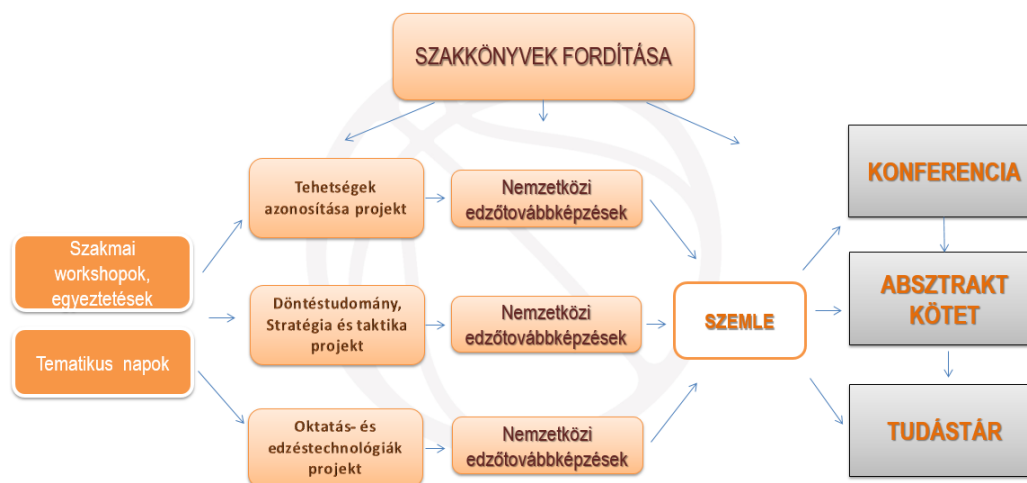 SZAKKÖNYVEK FORDÍTÁSA
Szakmai
workshopok,
egyeztetések
Tematikus napok
Tehetségek
azonosítása projekt
Nemzetközi
edzőtovábbképzések
Döntéstudomány,
Stratégia és taktika
projekt
Nemzetközi
edzőtovábbképzések
Oktatás- és
edzéstechnológiák
projekt
Nemzetközi
edzőtovábbképzések
SZEMLE
KONFERENCIA
ABSZTRAKT
KÖTET
TUDÁSTÁR